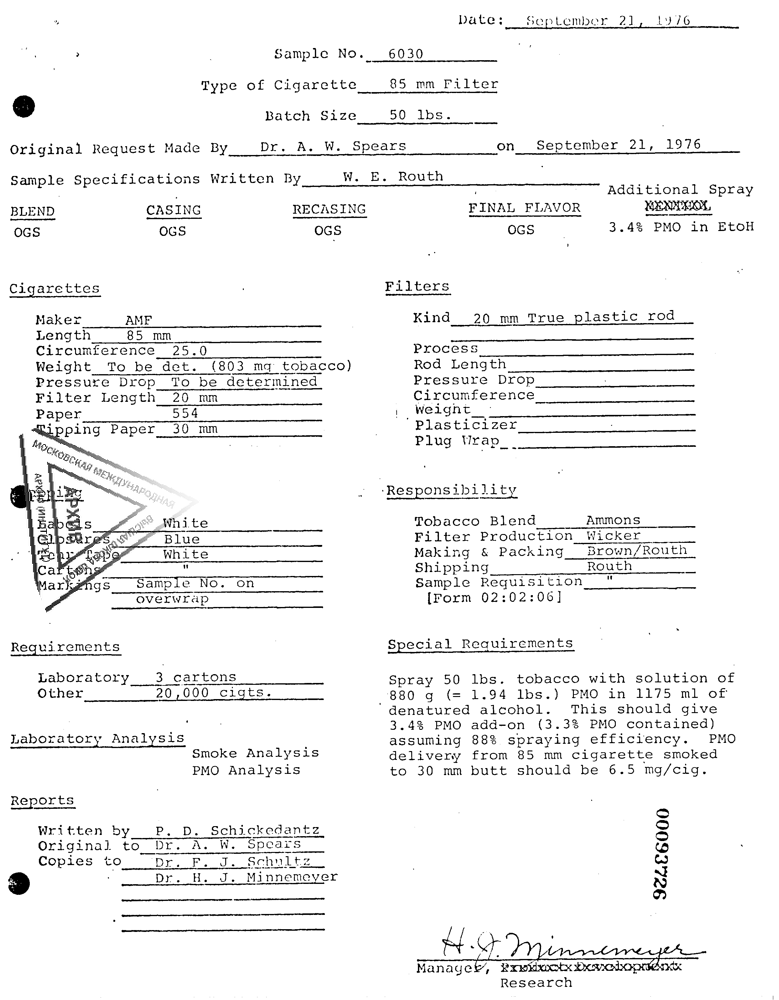 Date: September 21, 1976
Sample No. 6030
Type of Cigarette 85 mm Filter
Batch Size 50 lbs.
Original Request Made By Dr. A. W. Spears on September 21, 1976
Sample Specifications Written By W. E. Routh
Additional Spray
BLEND CASING RECASING FINAL FLAVOR MENTHOL
OGS OGS OGS OGS 3.4% PMO in EtoH
Cigarettes
Maker AMF
Length 85 mm
Circumference 25.0
Weight To be det. (803 mg tobacco)
Pressure Drop To be determined
Filter Length 20 mm
Paper 554
Tipping Paper 30 mm
Filters
Kind 20 mm True plastic rod
Process
Rod Length
Pressure Drop
Circumference
Weight
Plasticizer
Plug Wrap
МОСКОВСКАЯ МЕЖДУНАРОДНАЯ
ВЫСШАЯ ШКОЛА БИЗНЕСА
АРХИВ
Labels White
Closures Blue
Tear Tape White
Cartons "
Markings Sample No. on
overwrap
Responsibility
Tobacco Blend Ammons
Filter Production Wicker
Making & Packing Brown/Routh
Shipping Routh
Sample Requisition "
[Form 02:02:06]
Requirements
Laboratory 3 cartons
Other 20,000 cigts.
Laboratory Analysis
Smoke Analysis
PMO Analysis
Reports
Written by P. D. Schickedantz
Original to Dr. A. W. Spears
Copies to Dr. F. J. Schultz
Dr. H. J. Minnemeyer
Special Requirements
Spray 50 lbs. tobacco with solution of
880 g (= 1.94 lbs.) PMO in 1175 ml of
denatured alcohol. This should give
3.4% PMO add-on (3.3% PMO contained)
assuming 88% spraying efficiency. PMO
delivery from 85 mm cigarette smoked
to 30 mm butt should be 6.5 mg/cig.
00093726
H. J. Minnemeyer
Manager, Product Development
Research